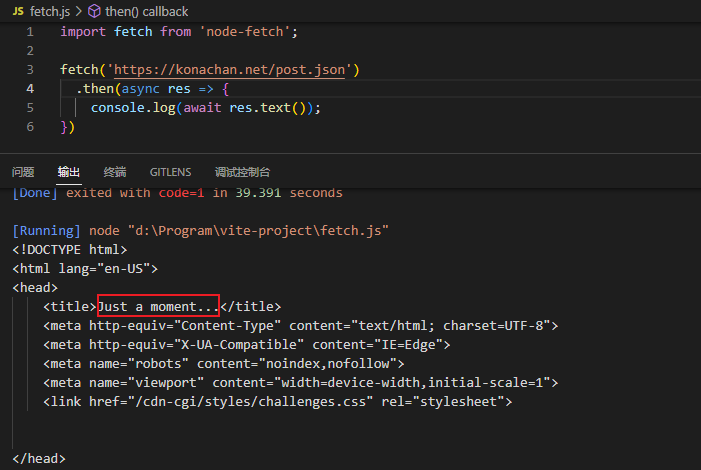 JS fetch.js > then() callback
1 import fetch from 'node-fetch';
2
3 fetch('https://konachan.net/post.json')
4 .then(async res => {
5 console.log(await res.text());
6 })
问题 输出 终端 GITLENS 调试控制台
[Done] exited with code=1 in 39.391 seconds
[Running] node "d:\Program\vite-project\fetch.js"
<!DOCTYPE html>
<html lang="en-US">
<head>
<title>Just a moment...</title>
<meta http-equiv="Content-Type" content="text/html; charset=UTF-8">
<meta http-equiv="X-UA-Compatible" content="IE=Edge">
<meta name="robots" content="noindex,nofollow">
<meta name="viewport" content="width=device-width,initial-scale=1">
<link href="/cdn-cgi/styles/challenges.css" rel="stylesheet">
</head>